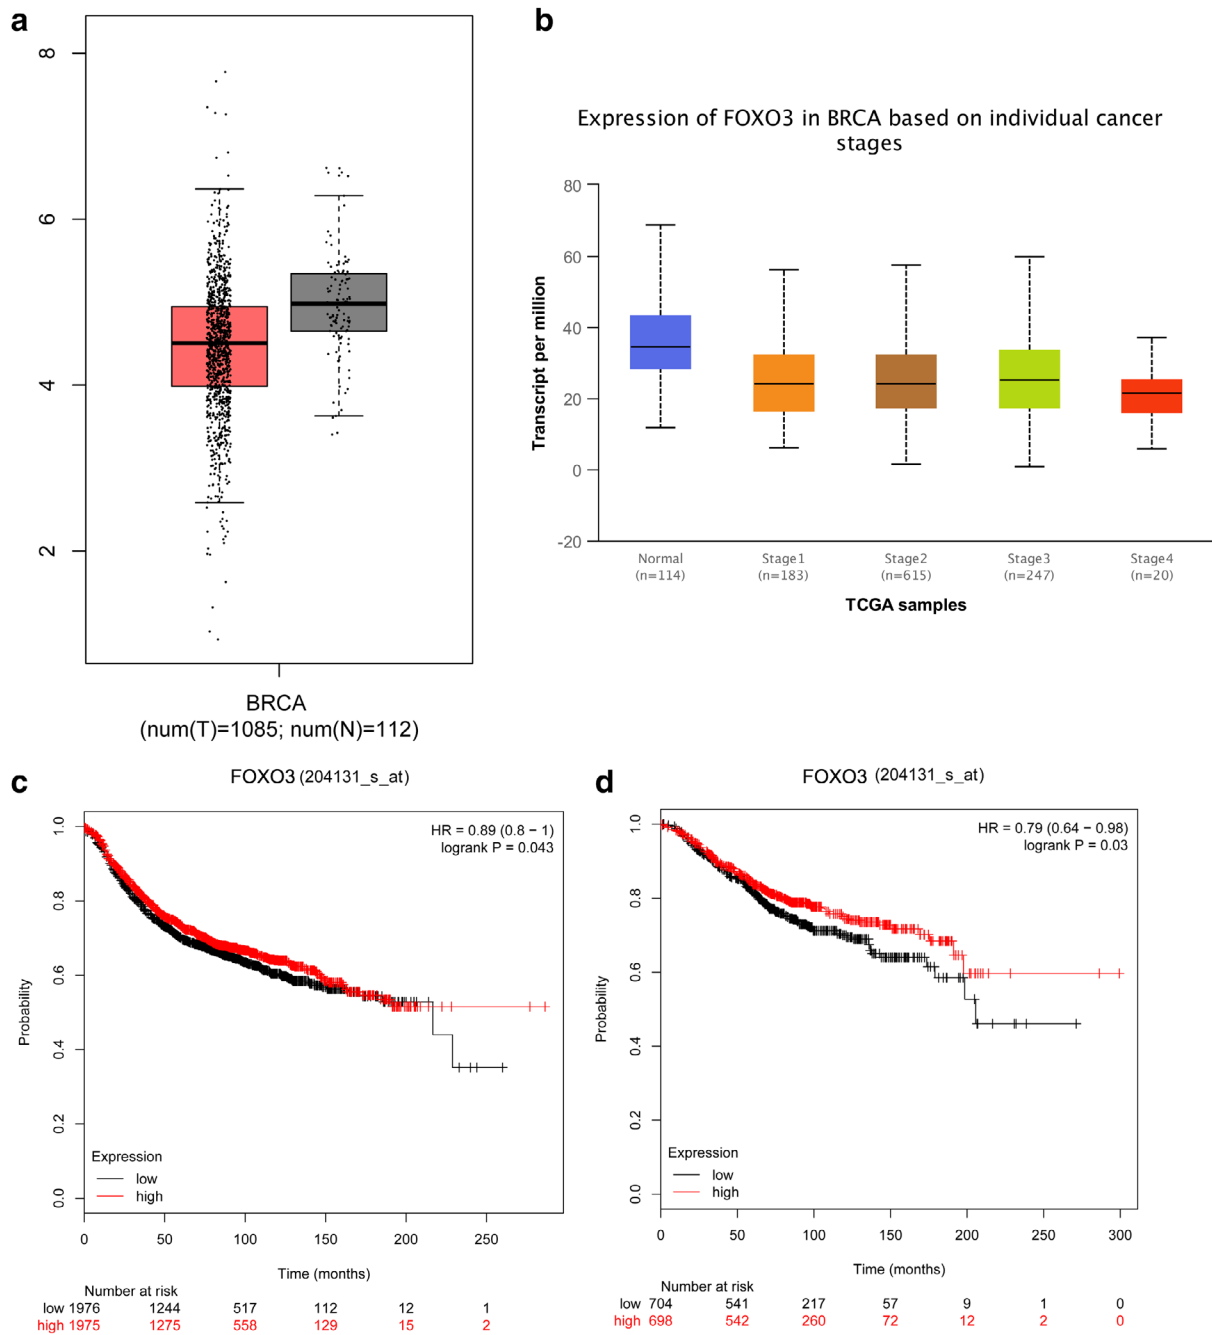 a
8
6
4
2
BRCA
(num(T)=1085; num(N)=112)
b
Expression of FOXO3 in BRCA based on individual cancer
stages
Transcript per million
80
60
40
20
0
-20
Normal
(n=114)
Stage1
(n=183)
Stage2
(n=615)
Stage3
(n=247)
Stage4
(n=20)
TCGA samples
c
FOXO3 (204131_s_at)
HR = 0.89 (0.8 − 1)
logrank P = 0.043
Probability
1.0
0.8
0.6
0.4
0.2
0.0
Expression
low
high
0 50 100 150 200 250
Time (months)
Number at risk
low 1976 1244 517 112 12 1
high 1975 1275 558 129 15 2
d
FOXO3 (204131_s_at)
HR = 0.79 (0.64 − 0.98)
logrank P = 0.03
Probability
1.0
0.8
0.6
0.4
0.2
0.0
Expression
low
high
0 50 100 150 200 250 300
Time (months)
Number at risk
low 704 541 217 57 9 1 0
high 698 542 260 72 12 2 0